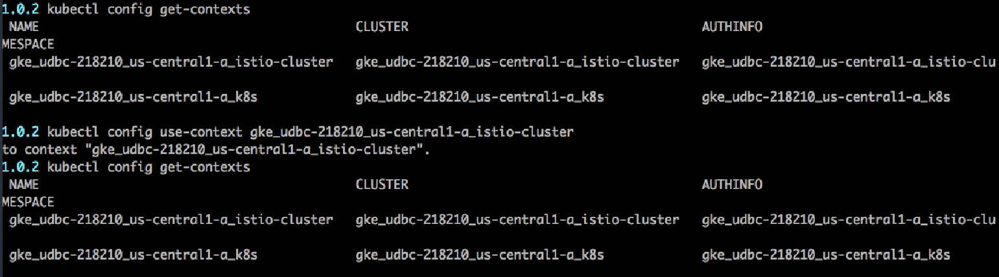 1.0.2 kubectl config get-contexts
NAME CLUSTER AUTHINFO
MESPACE
gke_udbc-218210_us-central1-a_istio-cluster gke_udbc-218210_us-central1-a_istio-cluster gke_udbc-218210_us-central1-a_istio-clu
gke_udbc-218210_us-central1-a_k8s gke_udbc-218210_us-central1-a_k8s gke_udbc-218210_us-central1-a_k8s
1.0.2 kubectl config use-context gke_udbc-218210_us-central1-a_istio-cluster
to context "gke_udbc-218210_us-central1-a_istio-cluster".
1.0.2 kubectl config get-contexts
NAME CLUSTER AUTHINFO
MESPACE
gke_udbc-218210_us-central1-a_istio-cluster gke_udbc-218210_us-central1-a_istio-cluster gke_udbc-218210_us-central1-a_istio-clu
gke_udbc-218210_us-central1-a_k8s gke_udbc-218210_us-central1-a_k8s gke_udbc-218210_us-central1-a_k8s